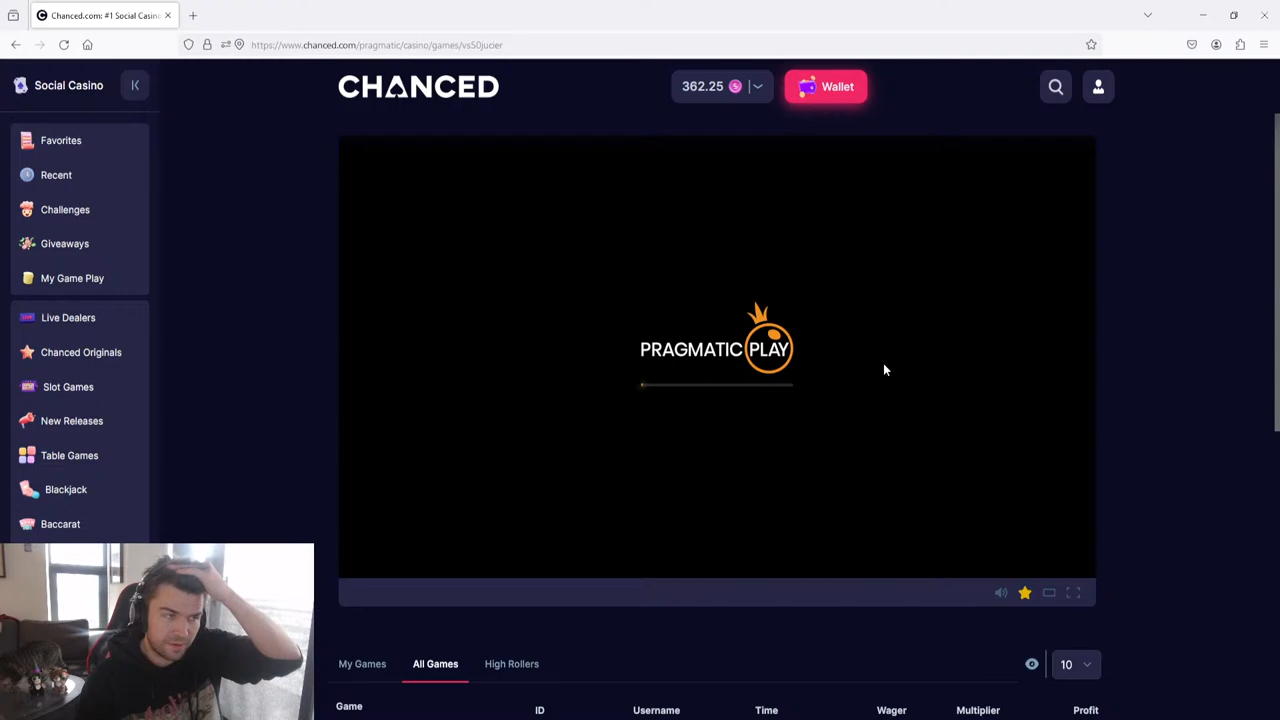 Chanced.com: #1 Social Casin
https://www.chanced.com/pragmatic/casino/games/vs50jucier
Social Casino
CHANCED
362.25
Wallet
Favorites
Recent
Challenges
Giveaways
My Game Play
Live Dealers
Chanced Originals
Slot Games
New Releases
Table Games
Blackjack
Baccarat
PRAGMATIC PLAY
My Games
All Games
High Rollers
10
Game
ID
Username
Time
Wager
Multiplier
Profit